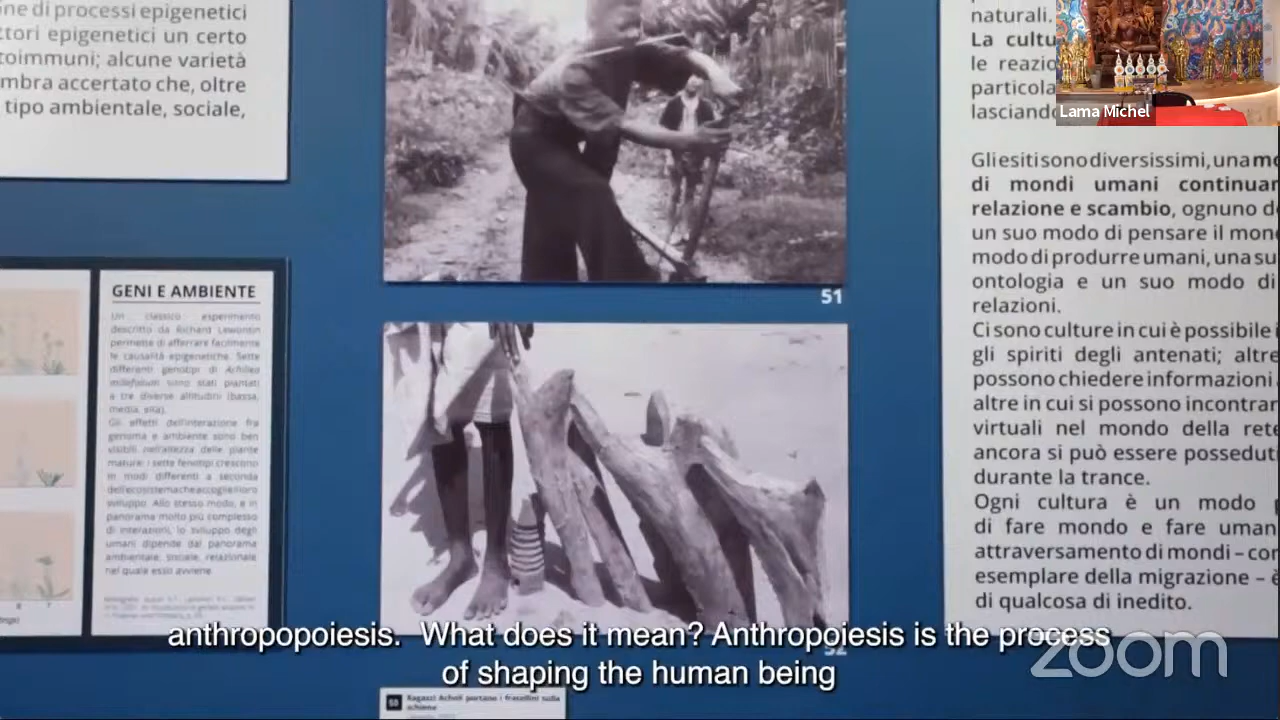 ne di processi epigenetici
ttori epigenetici un certo
toimmuni; alcune varietà
mbra accertato che, oltre
tipo ambientale, sociale,
GENI E AMBIENTE
Un classico esperimento
descritto da Richard Lewontin
permette di afferrare facilmente
le causalità epigenetiche. Sette
differenti genotipi di Achillea
millefolium sono stati piantati
a tre diverse altitudini (bassa,
media, alta).
Gli effetti dell'interazione fra
genoma e ambiente sono ben
visibili nell'altezza delle piante
mature: i sette fenotipi crescono
in modi differenti a seconda
dell'ecosistema che accoglie il loro
sviluppo. Allo stesso modo, e in
panorama molto più complesso
di interazioni, lo sviluppo degli
umani dipende dal panorama
ambientale, sociale, relazionale
nel quale esso avviene
51
52
53
Ragazzi Acholi portano i fratellini sulla
schiena
naturali.
La cultu
le reazio
particola
lasciando
Gli esiti sono diversissimi, una mo
di mondi umani continuar
relazione e scambio, ognuno d
un suo modo di pensare il mon
modo di produrre umani, una su
ontologia e un suo modo di
relazioni.
Ci sono culture in cui è possibile
gli spiriti degli antenati; altre
possono chiedere informazioni
altre in cui si possono incontrar
virtuali nel mondo della rete
ancora si può essere possedut
durante la trance.
Ogni cultura è un modo
di fare mondo e fare uman
attraversamento di mondi – con
esemplare della migrazione – è
di qualcosa di inedito.
Lama Michel
anthropopoiesis. What does it mean? Anthropoiesis is the process
of shaping the human being
zoom